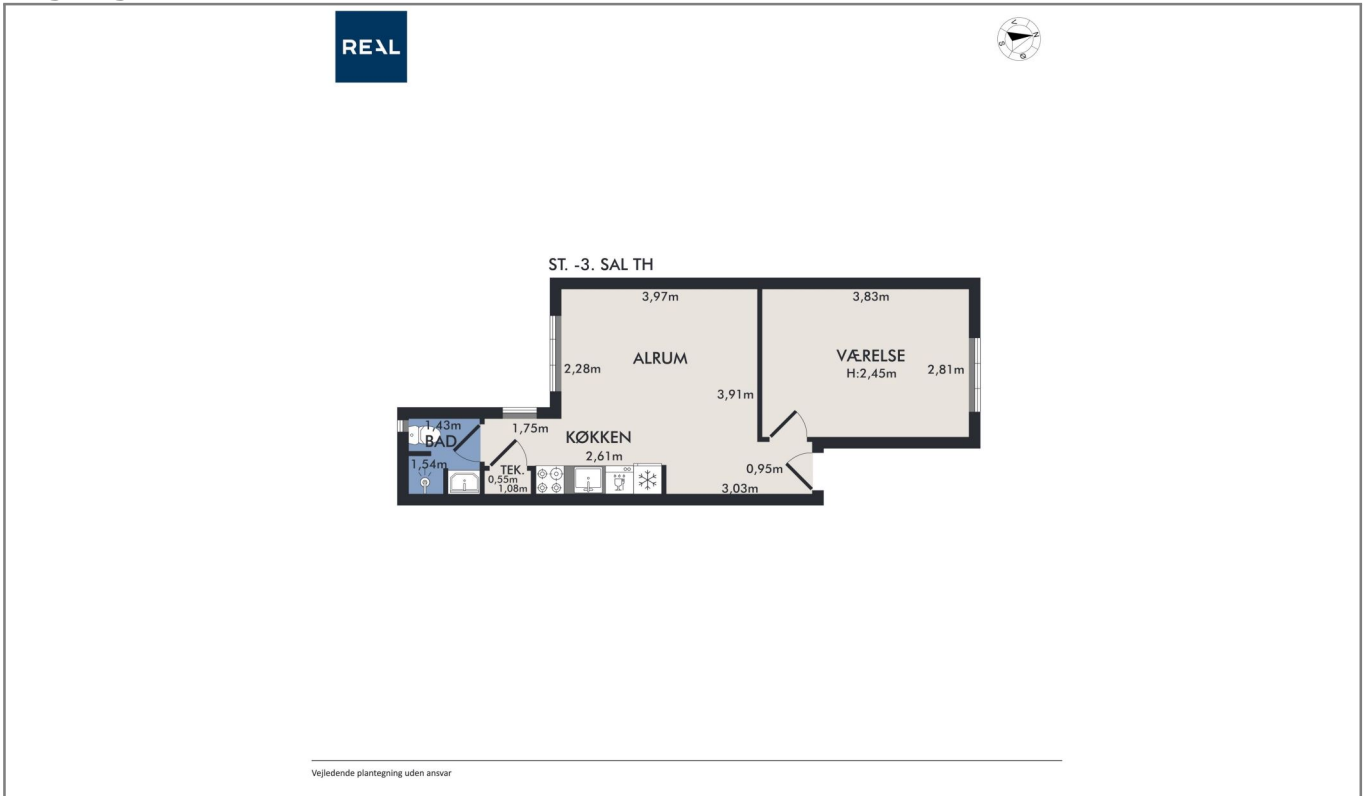 REAL
V
N
S
Ø
ST. -3. SAL TH
3,97m
3,83m
ALRUM
VÆRELSE
H:2,45m
2,28m
2,81m
3,91m
1,43m
BAD
1,75m
KØKKEN
2,61m
1,54m
TEK.
0,55m
1,08m
0,95m
3,03m
Vejledende plantegning uden ansvar